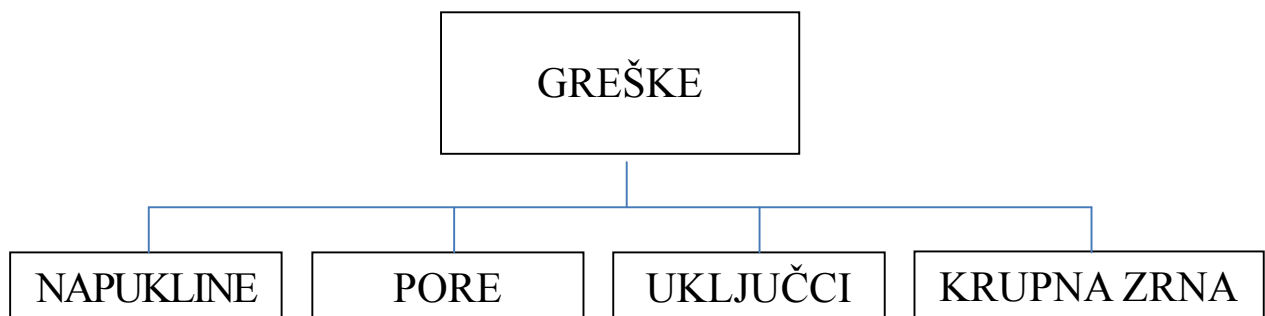 GREŠKE
NAPUKLINE
PORE
UKLJUČCI
KRUPNA ZRNA